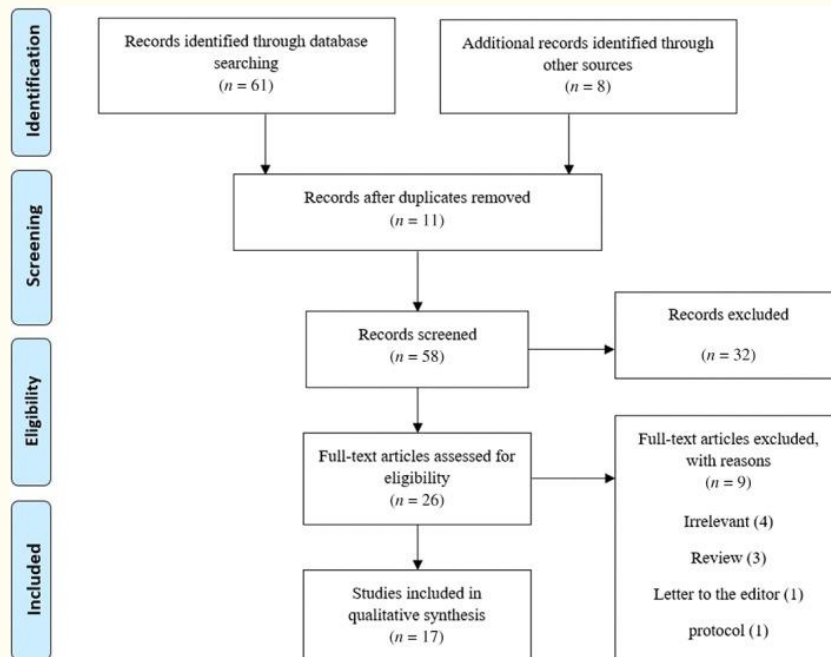 Identification
Records identified through database
searching
(n = 61)
Additional records identified through
other sources
(n = 8)
Screening
Records after duplicates removed
(n = 11)
Records screened
(n = 58)
Records excluded
(n = 32)
Eligibility
Full-text articles assessed for
eligibility
(n = 26)
Full-text articles excluded,
with reasons
(n = 9)
Irrelevant (4)
Review (3)
Letter to the editor (1)
protocol (1)
Included
Studies included in
qualitative synthesis
(n = 17)